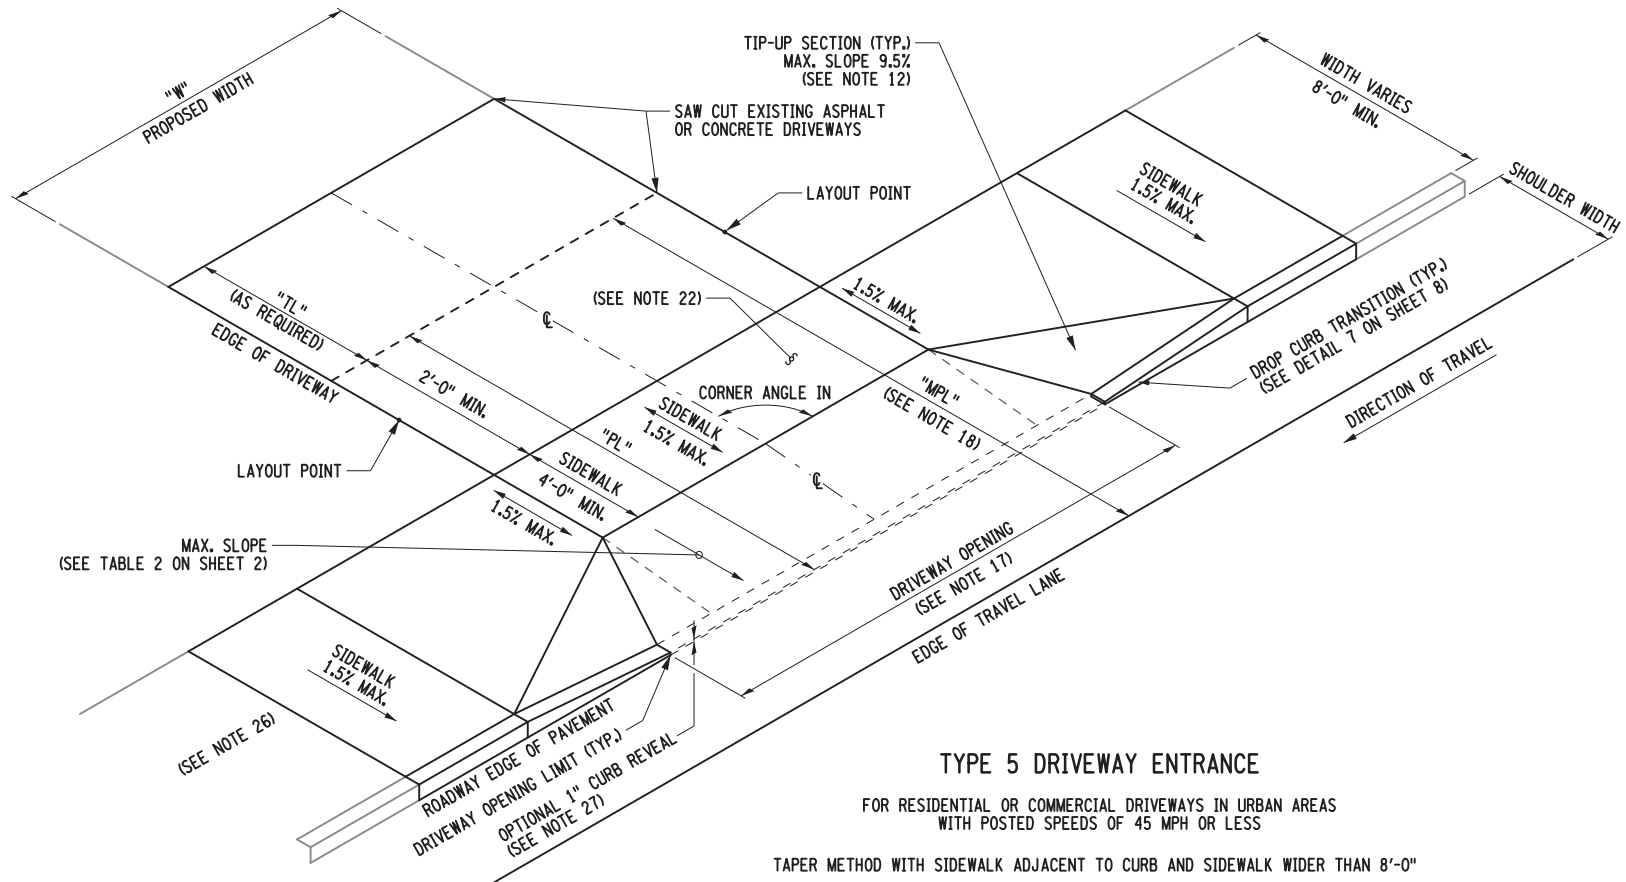 "W"
PROPOSED WIDTH
TIP-UP SECTION (TYP.)
MAX. SLOPE 9.5%
(SEE NOTE 12)
WIDTH VARIES
8'-0" MIN.
SAW CUT EXISTING ASPHALT
OR CONCRETE DRIVEWAYS
SHOULDER WIDTH
SIDEWALK
1.5% MAX.
LAYOUT POINT
"TL"
(AS REQUIRED)
(SEE NOTE 22)
1.5% MAX.
℄
EDGE OF DRIVEWAY
DROP CURB TRANSITION (TYP.)
(SEE DETAIL 7 ON SHEET 8)
DIRECTION OF TRAVEL
2'-0" MIN.
CORNER ANGLE IN
"MPL"
(SEE NOTE 18)
SIDEWALK
1.5% MAX.
"PL"
LAYOUT POINT
SIDEWALK
4'-0" MIN.
℄
1.5% MAX.
MAX. SLOPE
(SEE TABLE 2 ON SHEET 2)
DRIVEWAY OPENING
(SEE NOTE 17)
EDGE OF TRAVEL LANE
SIDEWALK
1.5% MAX.
(SEE NOTE 26)
ROADWAY EDGE OF PAVEMENT
DRIVEWAY OPENING LIMIT (TYP.)
OPTIONAL 1" CURB REVEAL
(SEE NOTE 27)
TYPE 5 DRIVEWAY ENTRANCE
FOR RESIDENTIAL OR COMMERCIAL DRIVEWAYS IN URBAN AREAS
WITH POSTED SPEEDS OF 45 MPH OR LESS
TAPER METHOD WITH SIDEWALK ADJACENT TO CURB AND SIDEWALK WIDER THAN 8'-0"